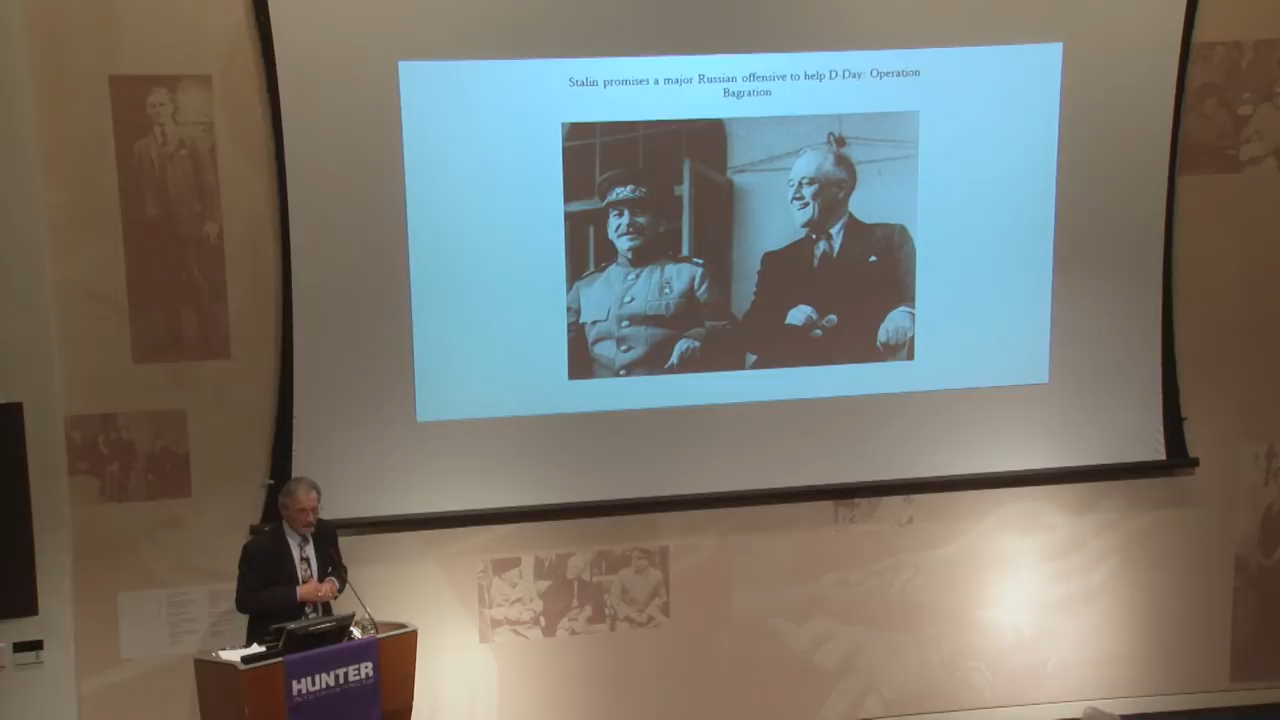 Stalin promises a major Russian offensive to help D-Day: Operation
Bagration
HUNTER